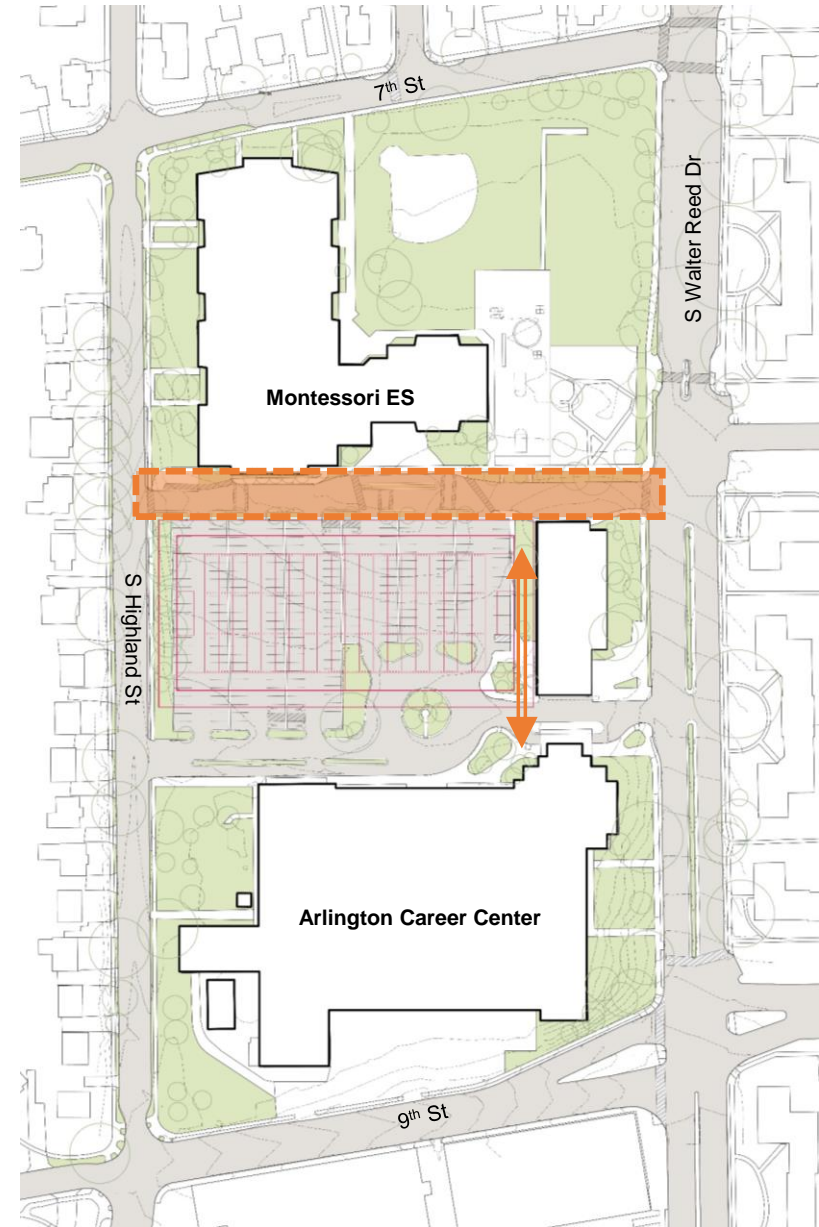 7th St
S Walter Reed Dr
Montessori ES
S Highland St
Arlington Career Center
9th St